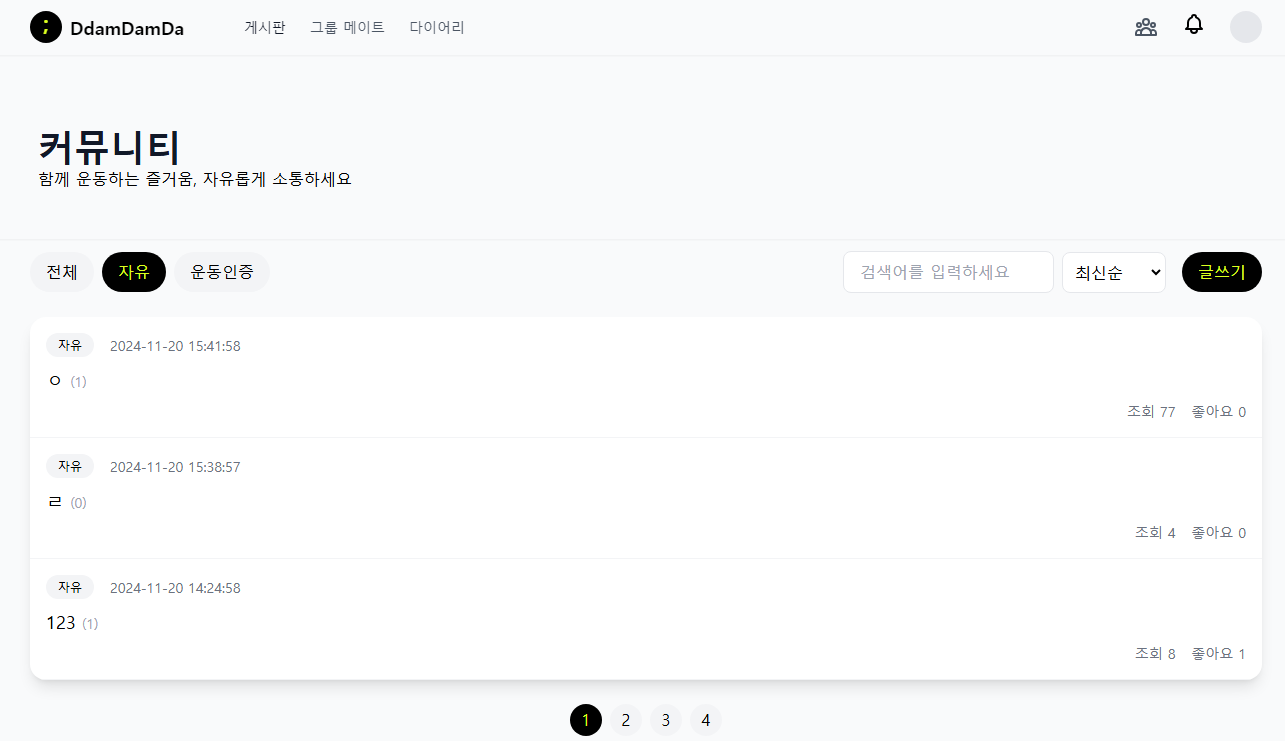 ; DdamDamDa 게시판 그룹 메이트 다이어리
커뮤니티
함께 운동하는 즐거움, 자유롭게 소통하세요
전체 자유 운동인증 검색어를 입력하세요 최신순 글쓰기
자유 2024-11-20 15:41:58
ㅇ (1)
조회 77 좋아요 0
자유 2024-11-20 15:38:57
ㄹ (0)
조회 4 좋아요 0
자유 2024-11-20 14:24:58
123 (1)
조회 8 좋아요 1
1 2 3 4